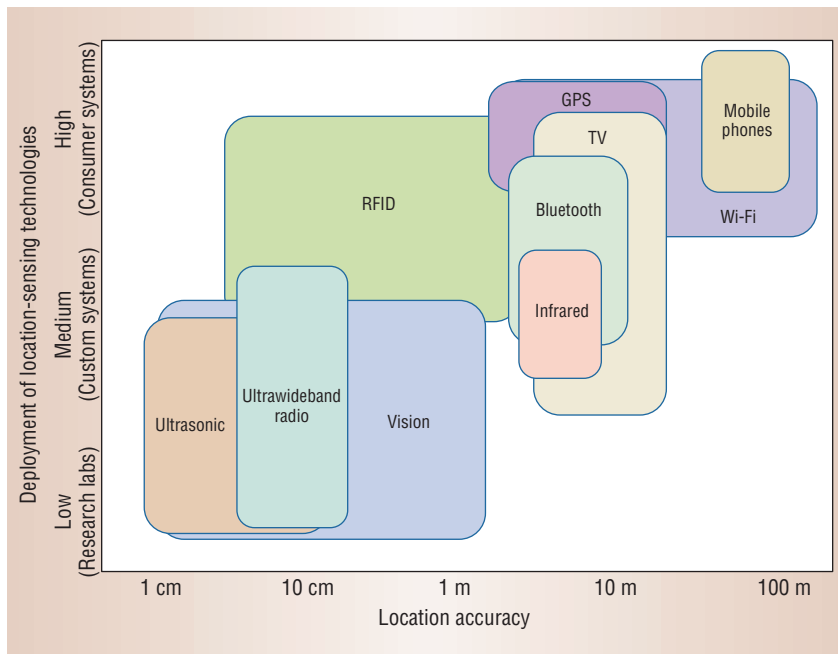 Deployment of location-sensing technologies
High
(Consumer systems)
Medium
(Custom systems)
Low
(Research labs)
GPS
Mobile
phones
TV
RFID
Bluetooth
Wi-Fi
Infrared
Ultrasonic
Ultrawideband
radio
Vision
1 cm
10 cm
1 m
10 m
100 m
Location accuracy